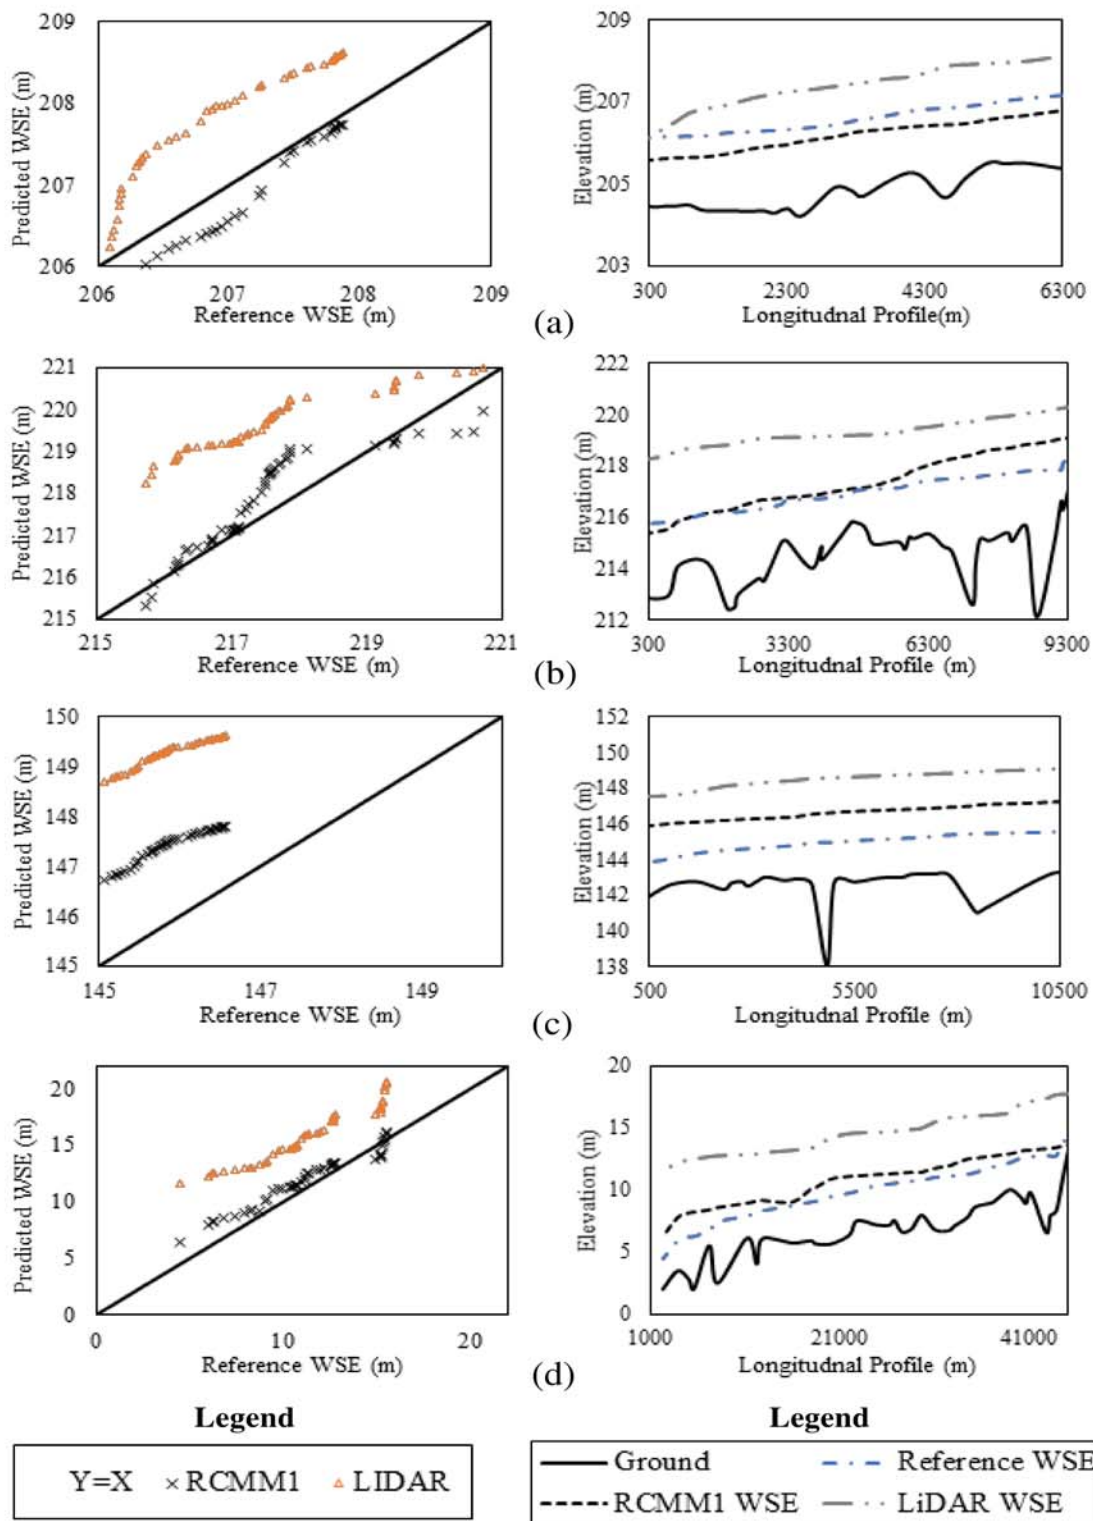 209
208
207
206
Predicted WSE (m)
206 207 208 209
Reference WSE (m)
209
207
205
203
Elevation (m)
300 2300 4300 6300
Longitudnal Profile(m)
(a)
221
220
219
218
217
216
215
Predicted WSE (m)
215 217 219 221
Reference WSE (m)
222
220
218
216
214
212
Elevation (m)
300 3300 6300 9300
Longitudnal Profile (m)
(b)
150
149
148
147
146
145
Predicted WSE (m)
145 147 149
Reference WSE (m)
152
150
148
146
144
142
140
138
Elevation (m)
500 5500 10500
Longitudnal Profile (m)
(c)
20
15
10
5
0
Predicted WSE (m)
0 10 20
Reference WSE (m)
20
15
10
5
0
Elevation (m)
1000 21000 41000
Longitudnal Profile (m)
(d)
Legend
Y=X RCMM1 LIDAR
Legend
Ground Reference WSE
RCMM1 WSE LiDAR WSE